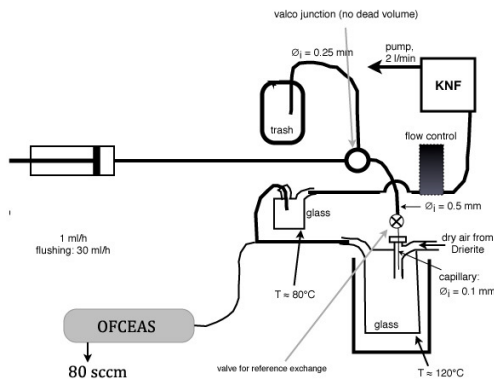 valco junction (no dead volume)
Øi = 0.25 mm
pump,
2 l/min
KNF
trash
flow control
Øi = 0.5 mm
glass
dry air from
Drierite
1 ml/h
flushing: 30 ml/h
T ≈ 80°C
capillary:
Øi = 0.1 mm
OFCEAS
glass
80 sccm
valve for reference exchange
T ≈ 120°C